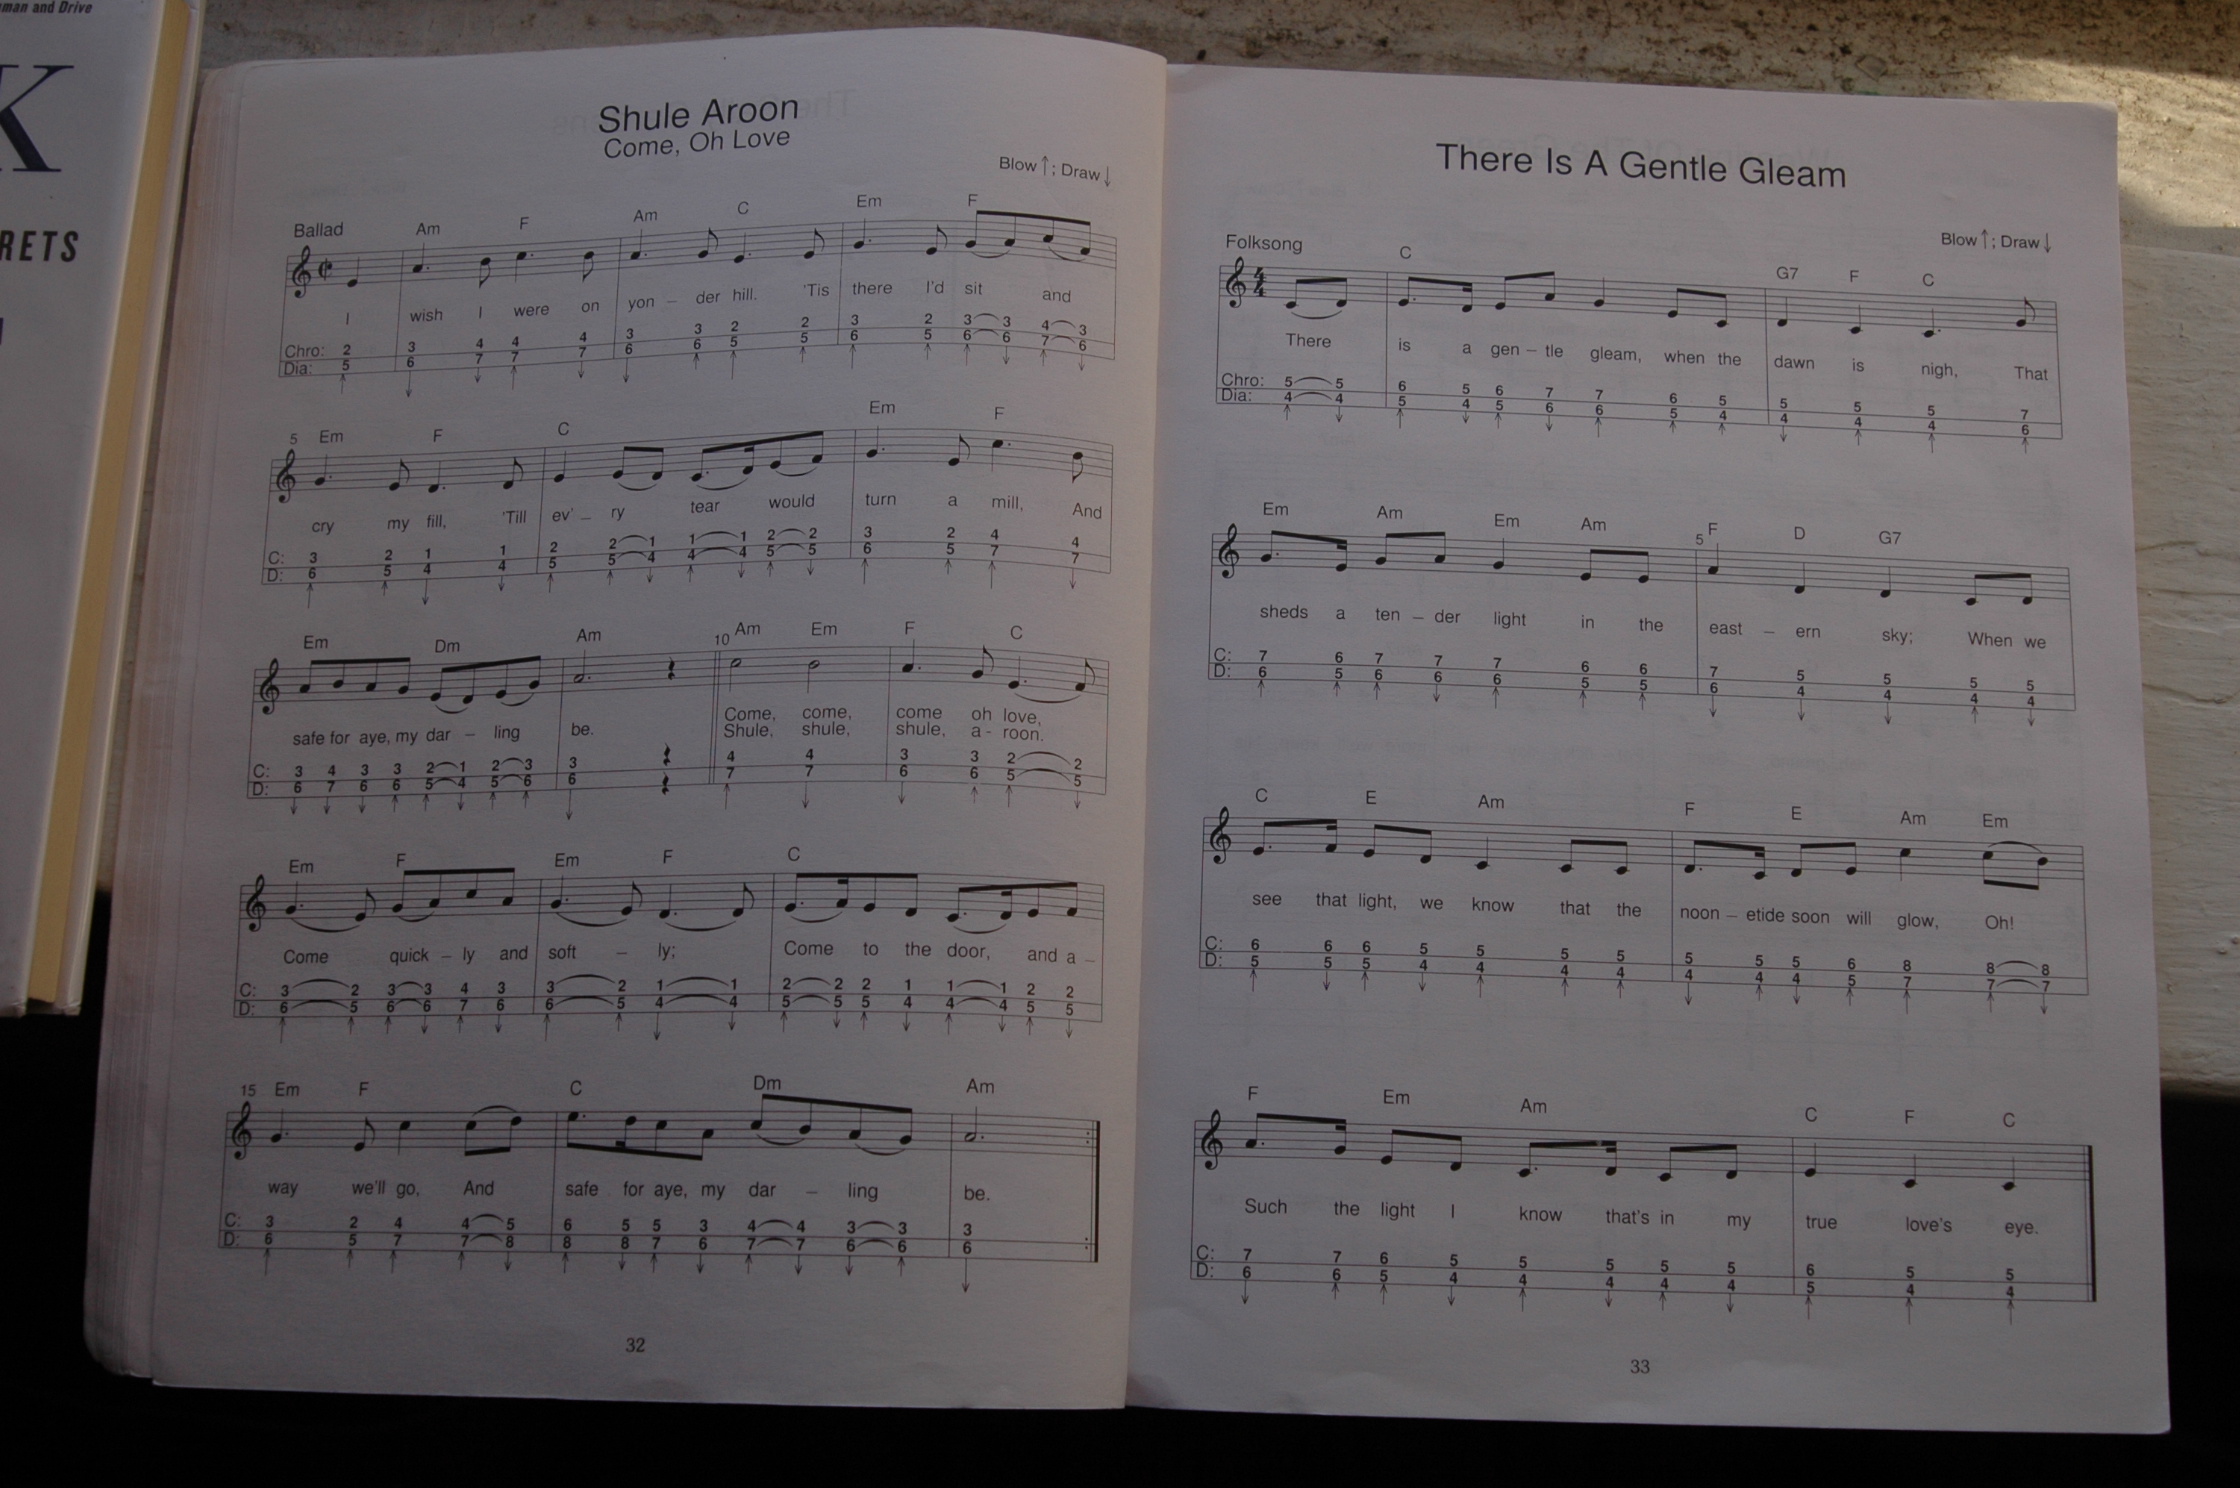 man and Drive
K
RETS
Shule Aroon
Come, Oh Love
Blow ↑; Draw ↓
Ballad Am F Am C Em F
I wish I were on yon – der hill. 'Tis there I'd sit and
Chro: 2 3 4 4 4 3 3 2 2 3 2 3 3 4 3
Dia: 5 6 7 7 7 6 6 5 5 6 5 6 6 7 6
5 Em F C Em F
cry my fill, 'Till ev' – ry tear would turn a mill, And
C: 3 2 1 1 2 2 1 1 1 2 2 3 2 4 4
D: 6 5 4 4 5 5 4 4 4 5 5 6 5 7 7
Em Dm Am 10 Am Em F C
safe for aye, my dar – ling be. Come, come, come oh love,
Shule, shule, shule, a - roon.
C: 3 4 3 3 2 1 2 3 3 4 4 3 3 2 2
D: 6 7 6 6 5 4 5 6 6 7 7 6 6 5 5
Em F Em F C
Come quick – ly and soft – ly; Come to the door, and a –
C: 3 2 3 3 4 3 3 2 1 1 2 2 2 1 1 1 2 2
D: 6 5 6 6 7 6 6 5 4 4 5 5 5 4 4 4 5 5
15 Em F C Dm Am
way we'll go, And safe for aye, my dar – ling be.
C: 3 2 4 4 5 6 5 5 3 4 4 3 3 3
D: 6 5 7 7 8 8 8 7 6 7 7 6 6 6
32
There Is A Gentle Gleam
Blow ↑; Draw ↓
Folksong C G7 F C
There is a gen – tle gleam, when the dawn is nigh, That
Chro: 5 5 6 5 6 7 7 6 5 5 5 5 7
Dia: 4 4 5 4 5 6 6 5 4 4 4 4 6
Em Am Em Am 5 F D G7
sheds a ten – der light in the east – ern sky; When we
C: 7 6 7 7 7 6 6 7 5 5 5 5
D: 6 5 6 6 6 5 5 6 4 4 4 4
C E Am F E Am Em
see that light, we know that the noon – etide soon will glow, Oh!
C: 6 6 6 5 5 5 5 5 5 5 6 8 8 8
D: 5 5 5 4 4 4 4 4 4 4 5 7 7 7
F Em Am C F C
Such the light I know that's in my true love's eye.
C: 7 7 6 5 5 5 5 5 6 5 5
D: 6 6 5 4 4 4 4 4 5 4 4
33